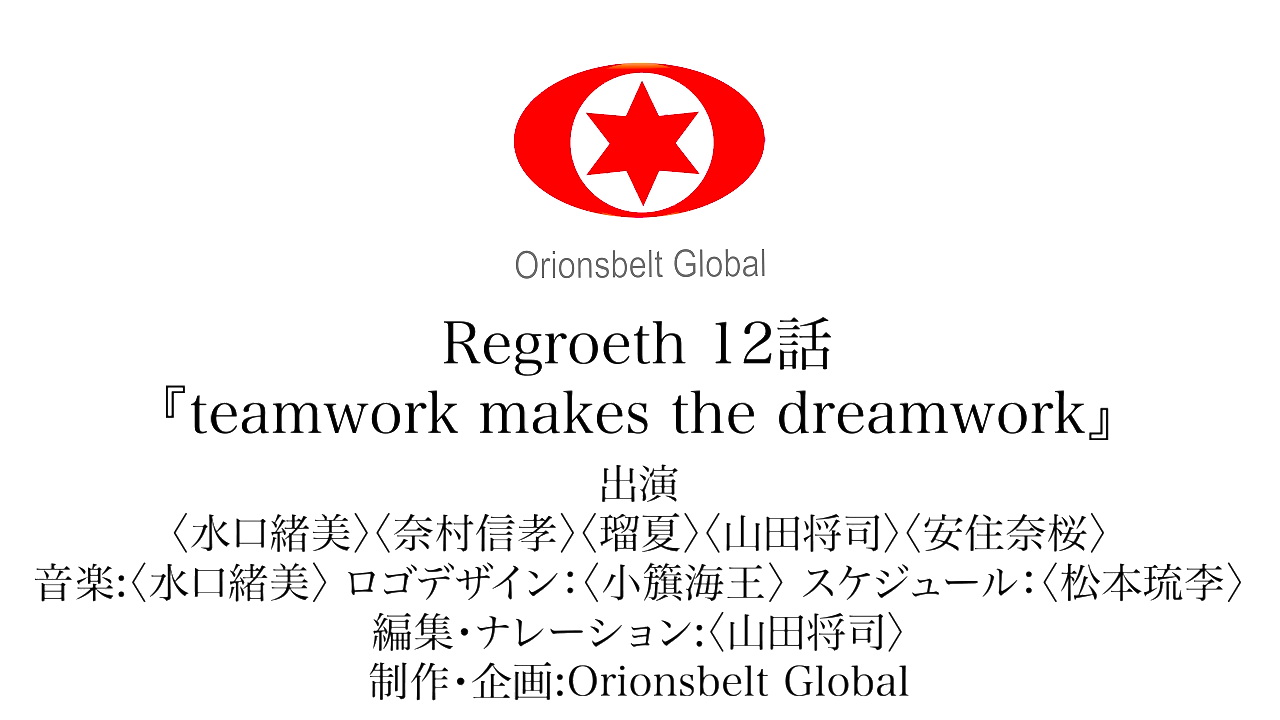 Orionsbelt Global
Regroeth 12話
『teamwork makes the dreamwork』
出演
〈水口緒美〉〈奈村信孝〉〈瑠夏〉〈山田将司〉〈安住奈桜〉
音楽:〈水口緒美〉 ロゴデザイン：〈小籏海王〉 スケジュール：〈松本琉李〉
編集・ナレーション:〈山田将司〉
制作・企画:Orionsbelt Global